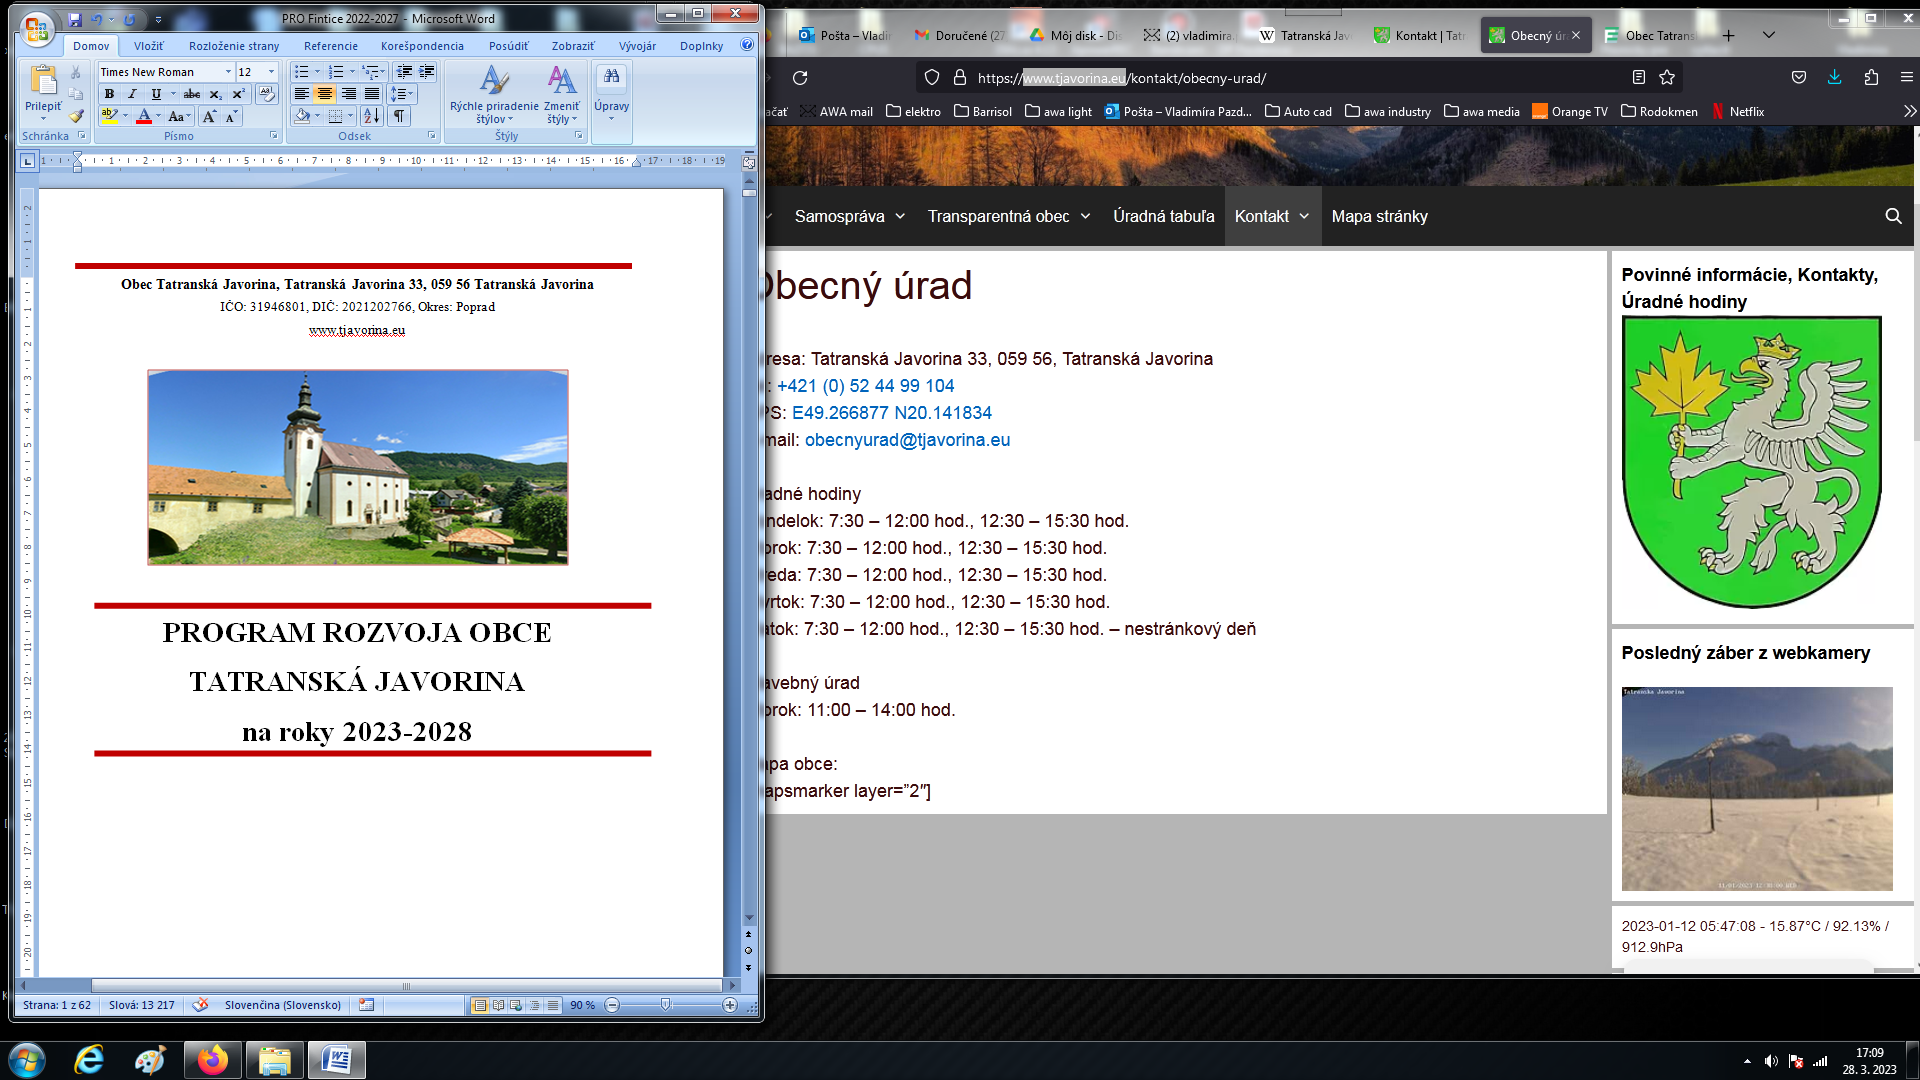 PRO Fintice 2022-2027 - Microsoft Word
Domov Vložiť Rozloženie strany Referencie Korešpondencia Posúdiť Zobraziť Vývojár Doplnky
Times New Roman 12
Prilepiť
Rýchle priradenie štýlov
Zmeniť štýly
Úpravy
Schránka Písmo Odsek Štýly
Obec Tatranská Javorina, Tatranská Javorina 33, 059 56 Tatranská Javorina
IČO: 31946801, DIČ: 2021202766, Okres: Poprad
www.tjavorina.eu
PROGRAM ROZVOJA OBCE
TATRANSKÁ JAVORINA
na roky 2023-2028
Strana: 1 z 62 Slová: 13 217 Slovenčina (Slovensko) 90 %
Pošta – Vladim Doručené (27 Môj disk - Dis (2) vladimira. Tatranská Jav Kontakt | Tat Obecný úr Obec Tatrans
https://www.tjavorina.eu/kontakt/obecny-urad/
ačať AWA mail elektro Barrisol awa light Pošta – Vladimíra Pazd... Auto cad awa industry awa media Orange TV Rodokmen Netflix
Samospráva Transparentná obec Úradná tabuľa Kontakt Mapa stránky
Obecný úrad
resa: Tatranská Javorina 33, 059 56, Tatranská Javorina
: +421 (0) 52 44 99 104
PS: E49.266877 N20.141834
mail: obecnyurad@tjavorina.eu
adné hodiny
ndelok: 7:30 – 12:00 hod., 12:30 – 15:30 hod.
orok: 7:30 – 12:00 hod., 12:30 – 15:30 hod.
eda: 7:30 – 12:00 hod., 12:30 – 15:30 hod.
vrtok: 7:30 – 12:00 hod., 12:30 – 15:30 hod.
atok: 7:30 – 12:00 hod., 12:30 – 15:30 hod. – nestránkový deň
avebný úrad
orok: 11:00 – 14:00 hod.
apa obce:
apsmarker layer="2"]
Povinné informácie, Kontakty,
Úradné hodiny
Posledný záber z webkamery
Tatranska Javorina
2023-01-12 05:47:08 - 15.87°C / 92.13% /
912.9hPa
17:09
28. 3. 2023